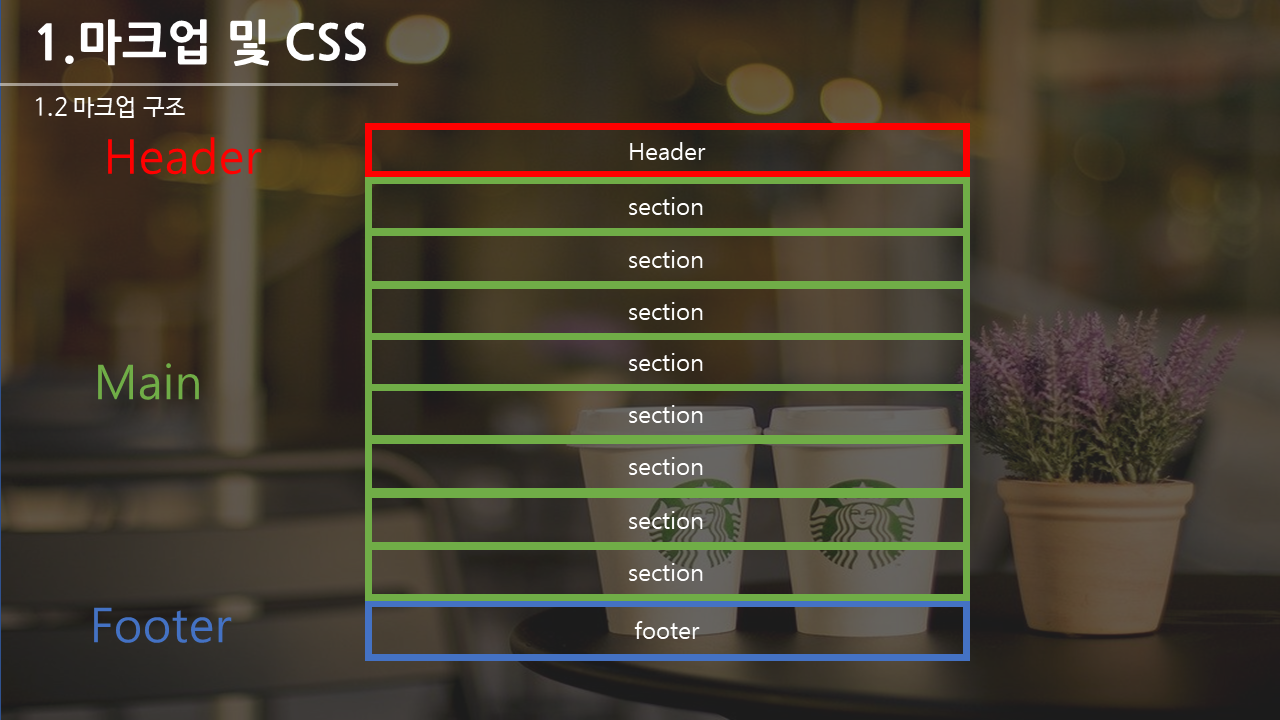 1.마크업 및 CSS
1.2 마크업 구조
Header
Header
section
section
section
Main
section
section
section
section
section
Footer
footer